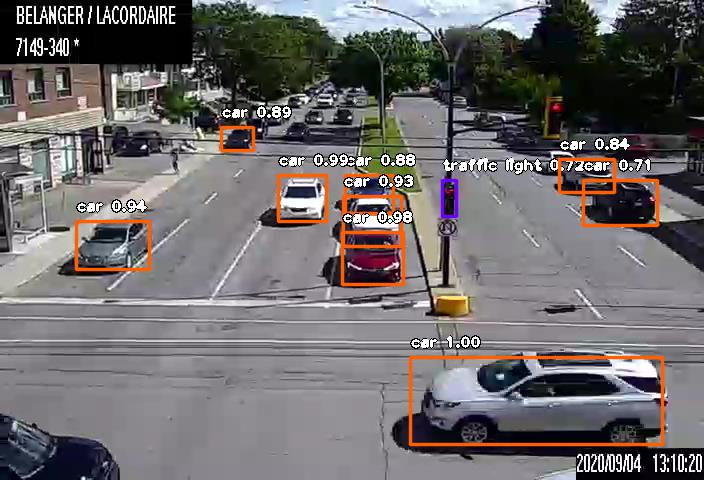 BELANGER / LACORDAIRE
7149-340 *
car 0.89
car 0.84
car 0.99
car 0.88
traffic light 0.72
car 0.71
car 0.93
car 0.94
car 0.98
car 1.00
2020/09/04 13:10:20